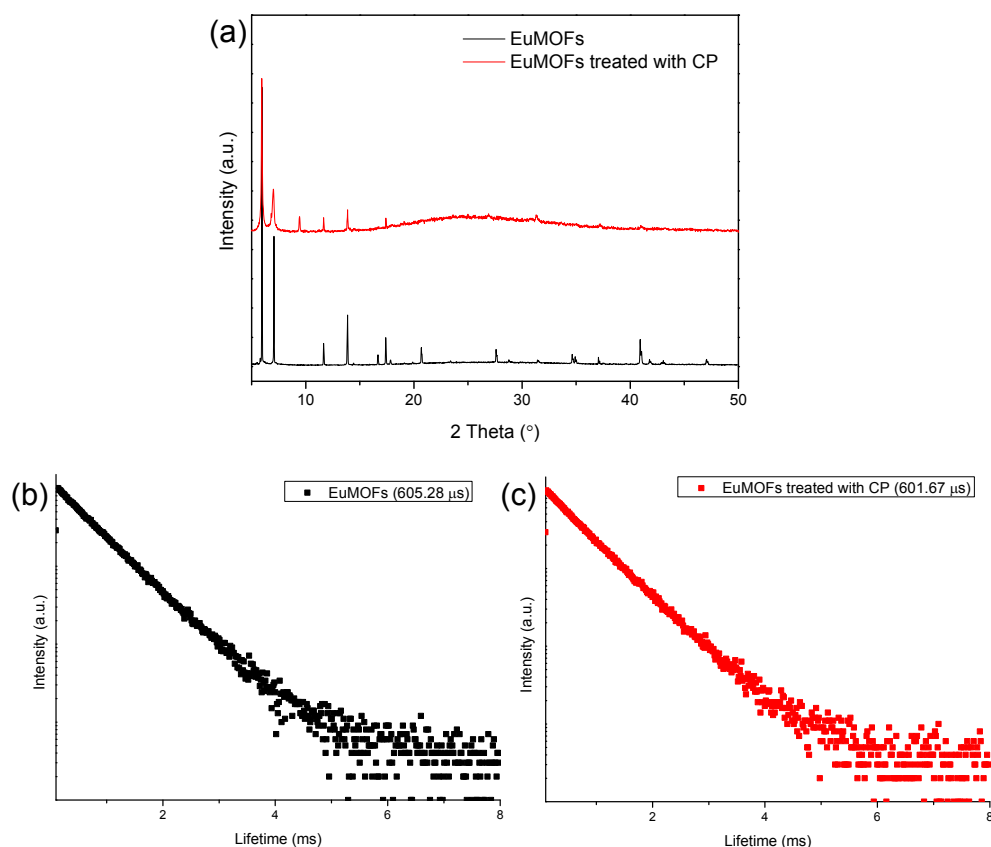 (a)
EuMOFs
EuMOFs treated with CP
Intensity (a.u.)
10 20 30 40 50
2 Theta (°)
(b)
EuMOFs (605.28 μs)
Intensity (a.u.)
2 4 6 8
Lifetime (ms)
(c)
EuMOFs treated with CP (601.67 μs)
Intensity (a.u.)
2 4 6 8
Lifetime (ms)